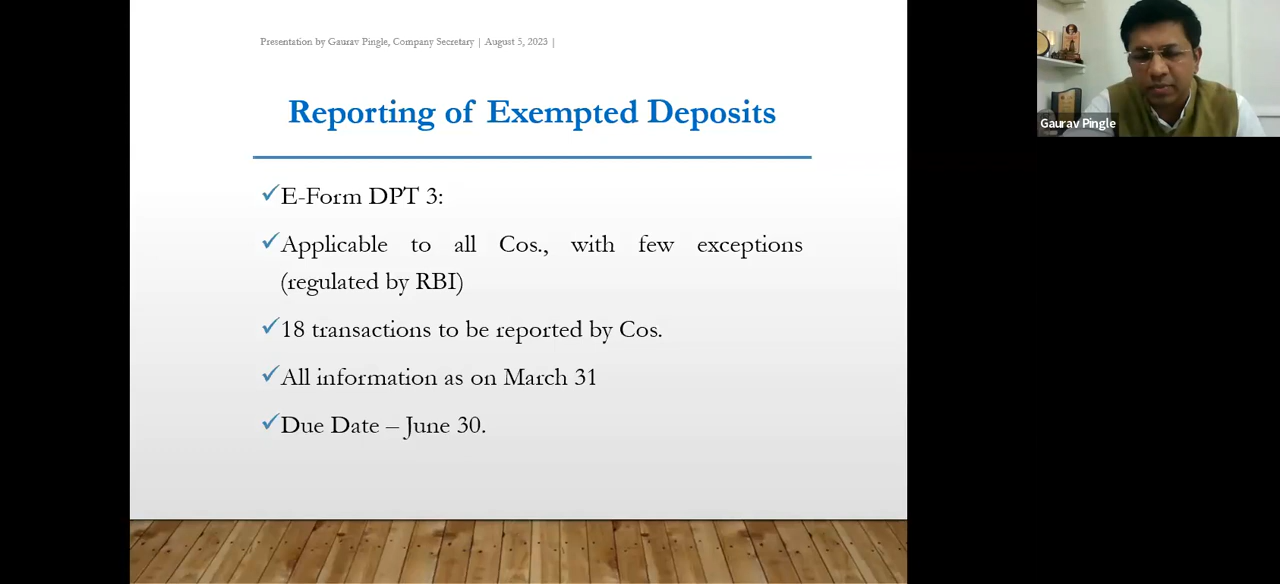 Presentation by Gaurav Pingle, Company Secretary | August 5, 2023 |
Reporting of Exempted Deposits
✓E-Form DPT 3:
✓Applicable to all Cos., with few exceptions
(regulated by RBI)
✓18 transactions to be reported by Cos.
✓All information as on March 31
✓Due Date – June 30.
Gaurav Pingle